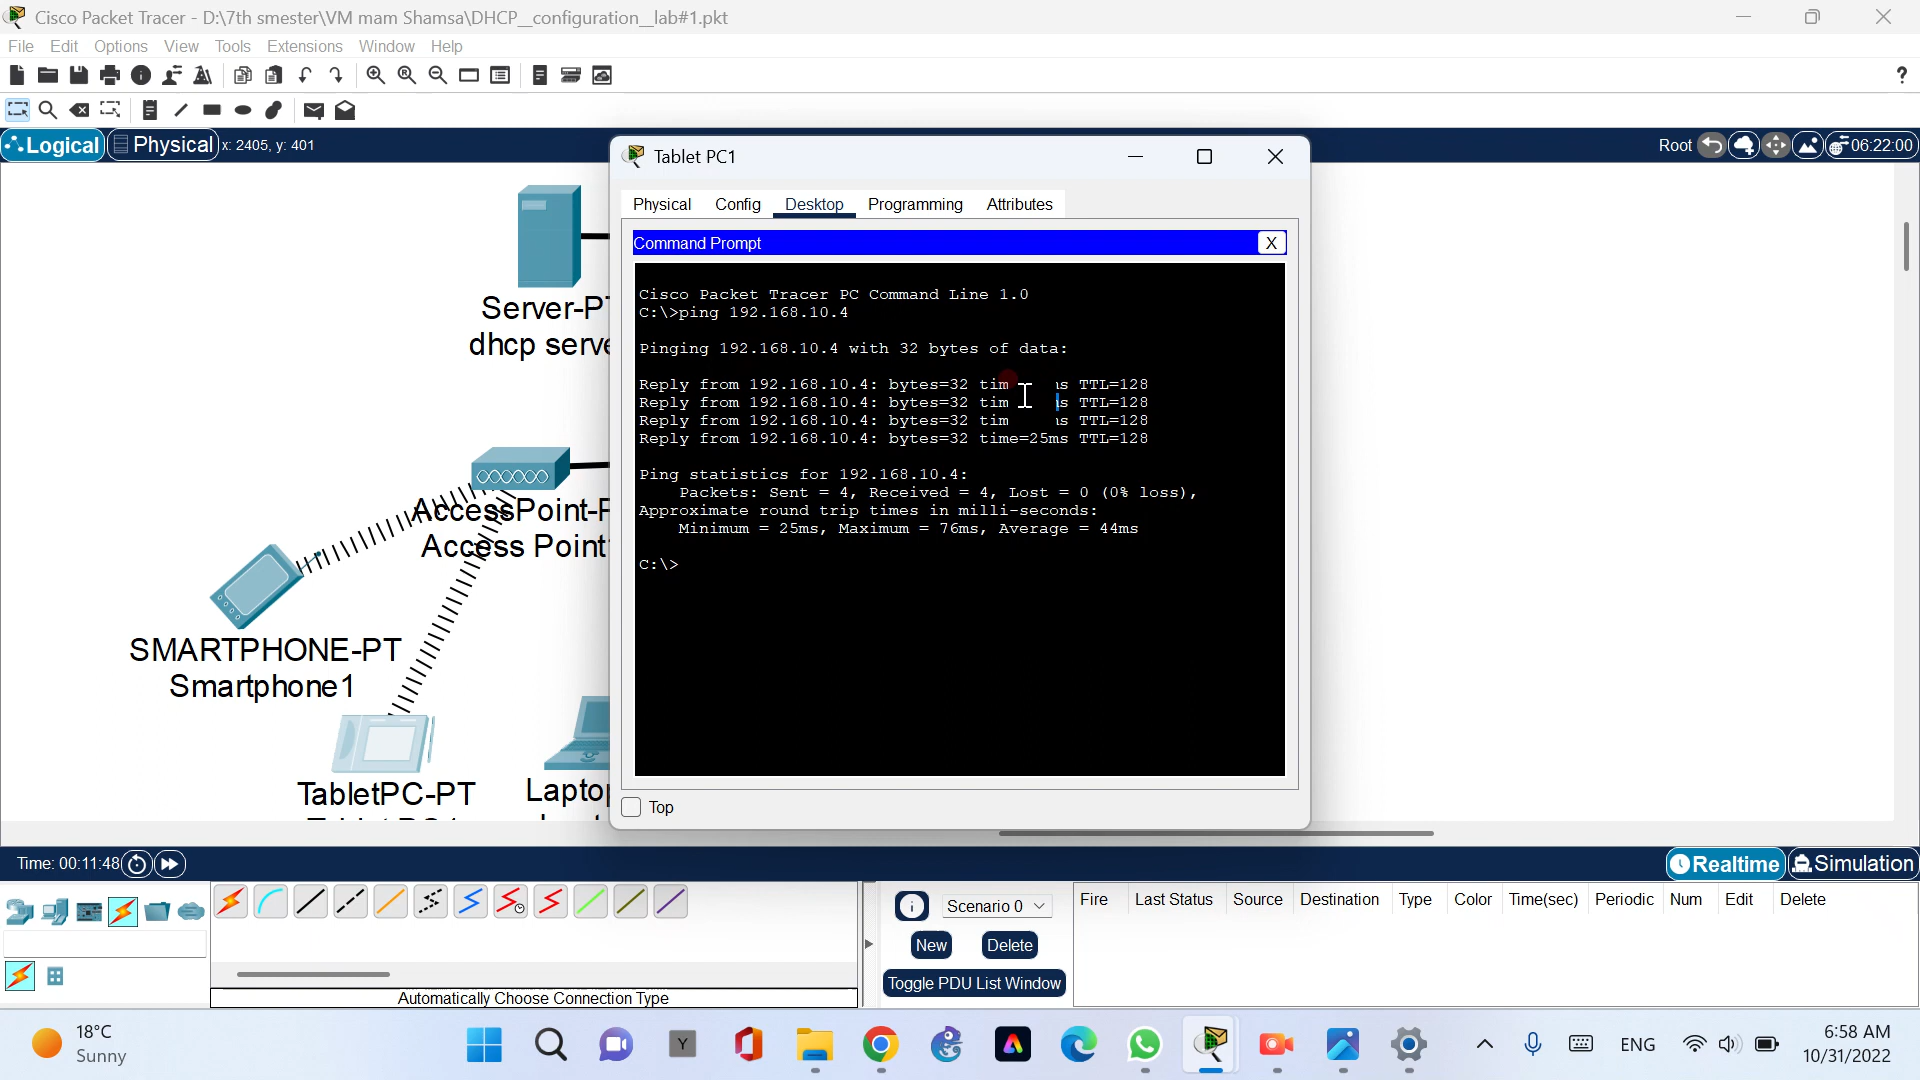 Cisco Packet Tracer - D:\7th smester\VM mam Shamsa\DHCP__configuration__lab#1.pkt
File Edit Options View Tools Extensions Window Help
?
Logical Physical x: 2405, y: 401
Root 06:22:00
Tablet PC1
Physical Config Desktop Programming Attributes
Command Prompt X
Cisco Packet Tracer PC Command Line 1.0
C:\>ping 192.168.10.4
Pinging 192.168.10.4 with 32 bytes of data:
Reply from 192.168.10.4: bytes=32 tim TTL=128
Reply from 192.168.10.4: bytes=32 tim TTL=128
Reply from 192.168.10.4: bytes=32 tim TTL=128
Reply from 192.168.10.4: bytes=32 time=25ms TTL=128
Ping statistics for 192.168.10.4:
Packets: Sent = 4, Received = 4, Lost = 0 (0% loss),
Approximate round trip times in milli-seconds:
Minimum = 25ms, Maximum = 76ms, Average = 44ms
C:\>
Top
Server-P
dhcp serve
AccessPoint-P
Access Point
SMARTPHONE-PT
Smartphone1
TabletPC-PT
Laptop
Time: 00:11:48
Realtime Simulation
Scenario 0
New Delete
Toggle PDU List Window
Fire Last Status Source Destination Type Color Time(sec) Periodic Num Edit Delete
Automatically Choose Connection Type
18°C
Sunny
Y
ENG
6:58 AM
10/31/2022